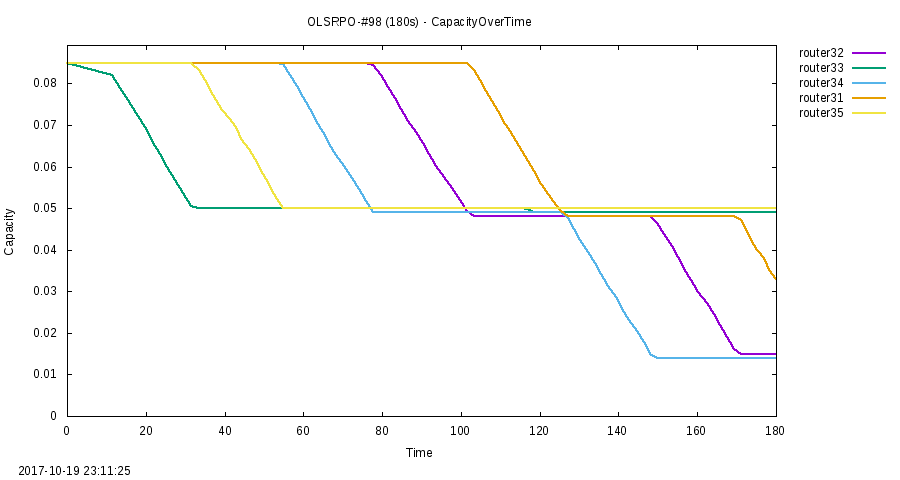 OLSRPO-#98 (180s) - CapacityOverTime
router32
router33
router34
router31
router35
0.08
0.07
0.06
0.05
0.04
0.03
0.02
0.01
0
Capacity
0 20 40 60 80 100 120 140 160 180
Time
2017-10-19 23:11:25